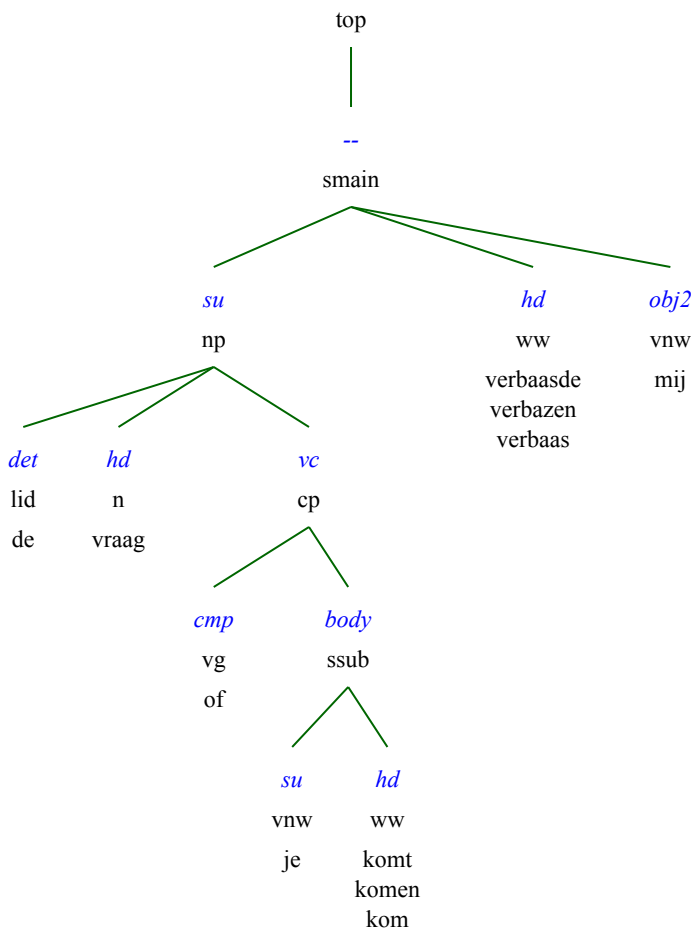 top
--
smain
su hd obj2
np ww vnw
verbaasde mij
verbazen
verbaas
det hd vc
lid n cp
de vraag
cmp body
vg ssub
of
su hd
vnw ww
je komt
komen
kom